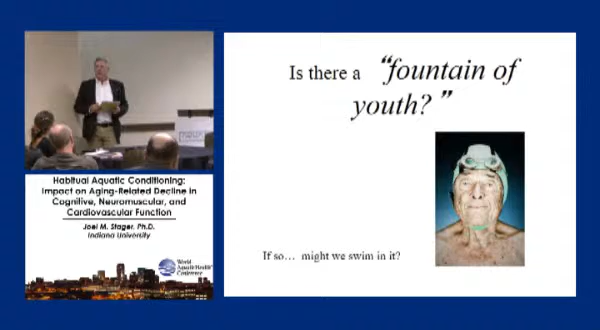 Habitual Aquatic Conditioning:
Impact on Aging-Related Decline in
Cognitive, Neuromuscular, and
Cardiovascular Function
Joel M. Stager, Ph.D.
Indiana University
World
Aquatic Health™
Conference
Is there a “fountain of
youth?”
If so... might we swim in it?